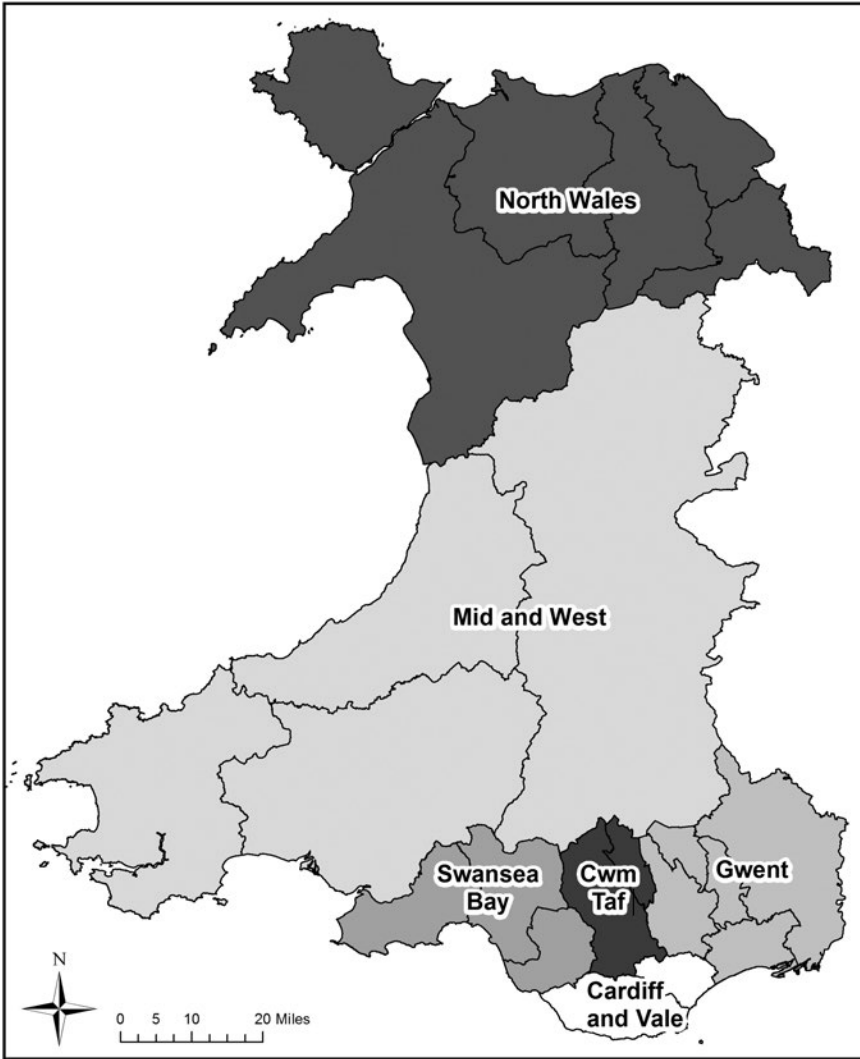 North Wales
Mid and West
Swansea
Bay
Cwm
Taf
Gwent
Cardiff
and Vale
N
0 5 10 20 Miles